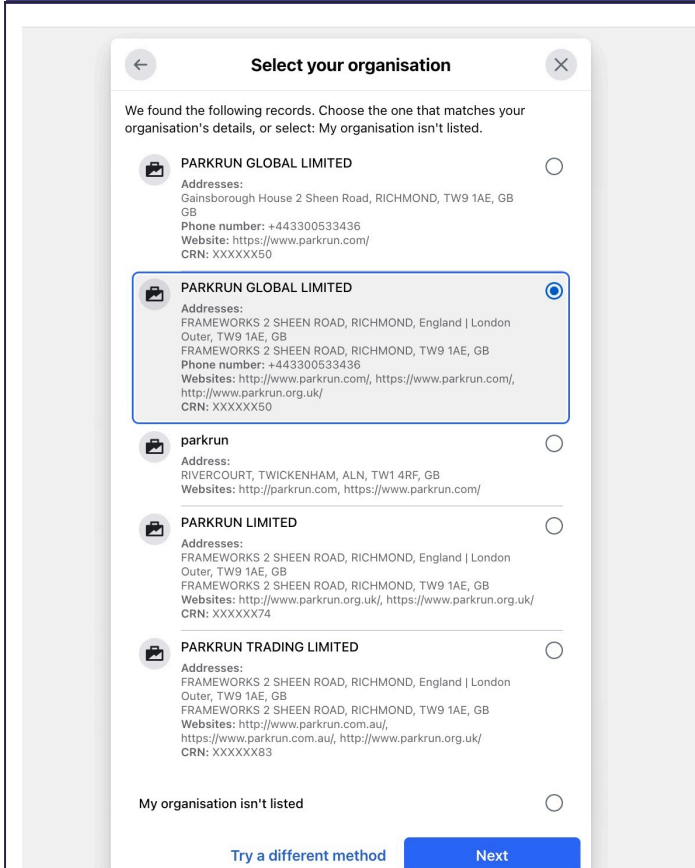 Select your organisation
We found the following records. Choose the one that matches your
organisation's details, or select: My organisation isn't listed.
PARKRUN GLOBAL LIMITED
Addresses:
Gainsborough House 2 Sheen Road, RICHMOND, TW9 1AE, GB
GB
Phone number: +443300533436
Website: https://www.parkrun.com/
CRN: XXXXXX50
PARKRUN GLOBAL LIMITED
Addresses:
FRAMEWORKS 2 SHEEN ROAD, RICHMOND, England | London
Outer, TW9 1AE, GB
FRAMEWORKS 2 SHEEN ROAD, RICHMOND, TW9 1AE, GB
Phone number: +443300533436
Websites: http://www.parkrun.com/, https://www.parkrun.com/,
http://www.parkrun.org.uk/
CRN: XXXXXX50
parkrun
Address:
RIVERCOURT, TWICKENHAM, ALN, TW1 4RF, GB
Websites: http://parkrun.com, https://www.parkrun.com/
PARKRUN LIMITED
Addresses:
FRAMEWORKS 2 SHEEN ROAD, RICHMOND, England | London
Outer, TW9 1AE, GB
FRAMEWORKS 2 SHEEN ROAD, RICHMOND, TW9 1AE, GB
Websites: http://www.parkrun.org.uk/, https://www.parkrun.org.uk/
CRN: XXXXXX74
PARKRUN TRADING LIMITED
Addresses:
FRAMEWORKS 2 SHEEN ROAD, RICHMOND, England | London
Outer, TW9 1AE, GB
FRAMEWORKS 2 SHEEN ROAD, RICHMOND, TW9 1AE, GB
Websites: http://www.parkrun.com.au/,
https://www.parkrun.com.au/, http://www.parkrun.org.uk/
CRN: XXXXXX83
My organisation isn't listed
Try a different method
Next